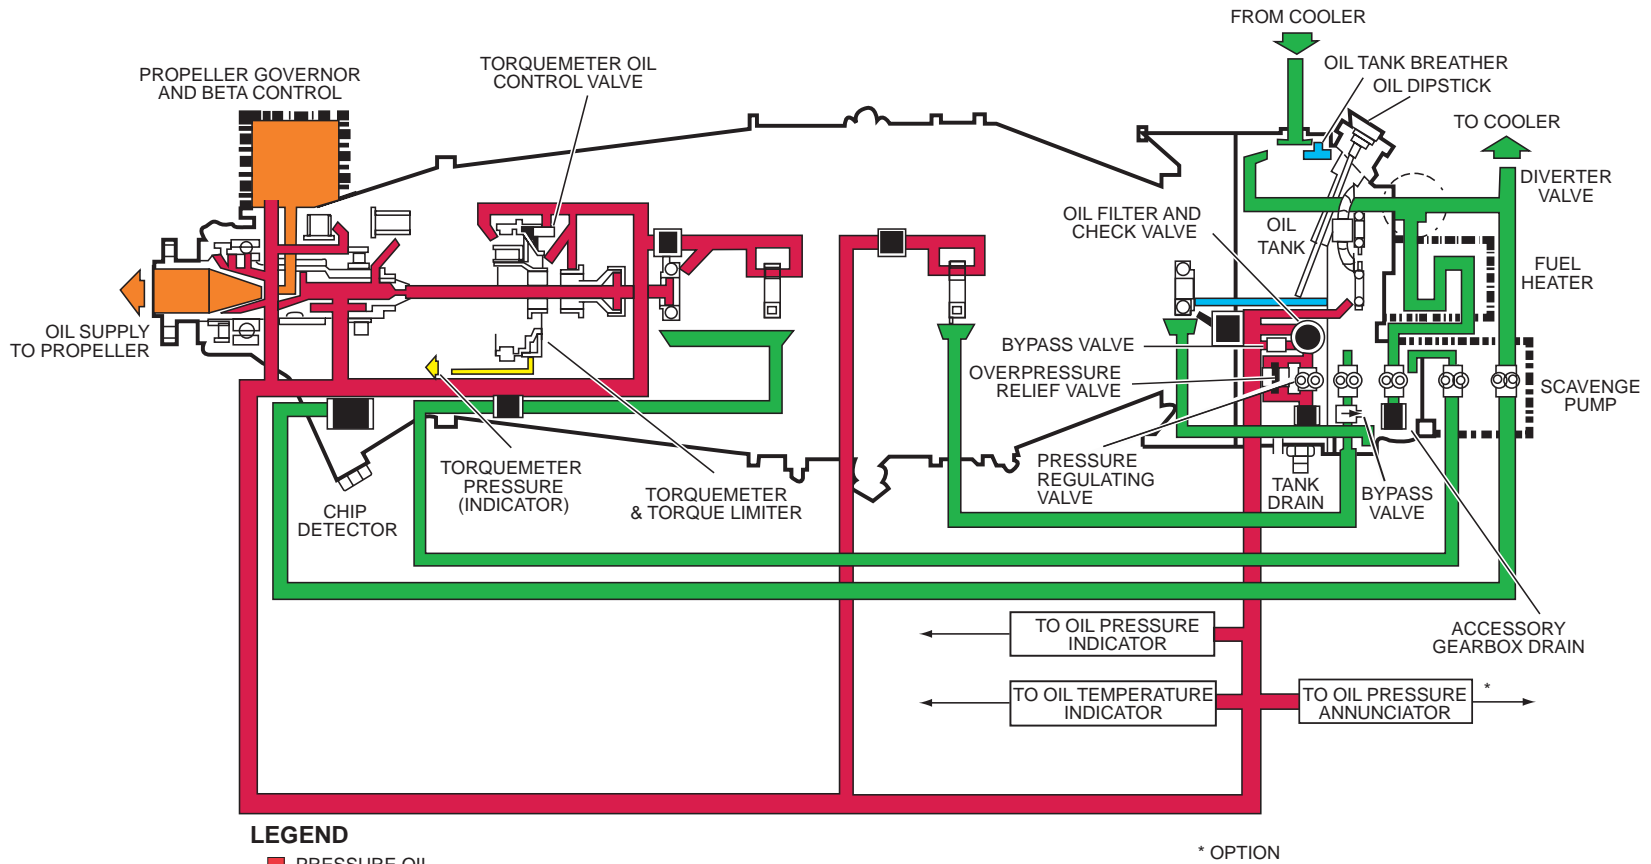 FROM COOLER
OIL TANK BREATHER
OIL DIPSTICK
TORQUEMETER OIL
CONTROL VALVE
PROPELLER GOVERNOR
AND BETA CONTROL
TO COOLER
DIVERTER
VALVE
OIL FILTER AND
CHECK VALVE
OIL
TANK
FUEL
HEATER
OIL SUPPLY
TO PROPELLER
BYPASS VALVE
OVERPRESSURE
RELIEF VALVE
SCAVENGE
PUMP
TORQUEMETER
PRESSURE
(INDICATOR)
PRESSURE
REGULATING
VALVE
TANK
DRAIN
BYPASS
VALVE
TORQUEMETER
& TORQUE LIMITER
CHIP
DETECTOR
TO OIL PRESSURE
INDICATOR
ACCESSORY
GEARBOX DRAIN
TO OIL TEMPERATURE
INDICATOR
TO OIL PRESSURE
ANNUNCIATOR
*
LEGEND
PRESSURE OIL
* OPTION